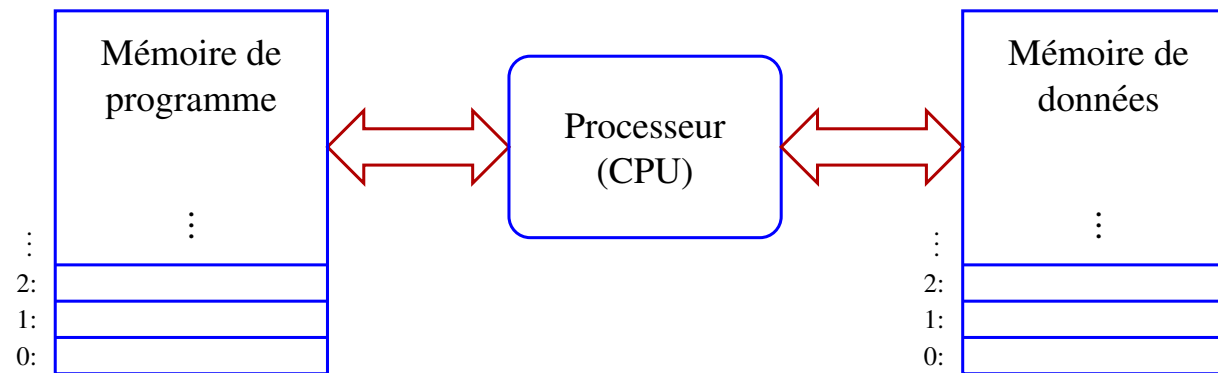 Mémoire de
programme
⋮
⋮
2:
1:
0:
Processeur
(CPU)
Mémoire de
données
⋮
⋮
2:
1:
0: